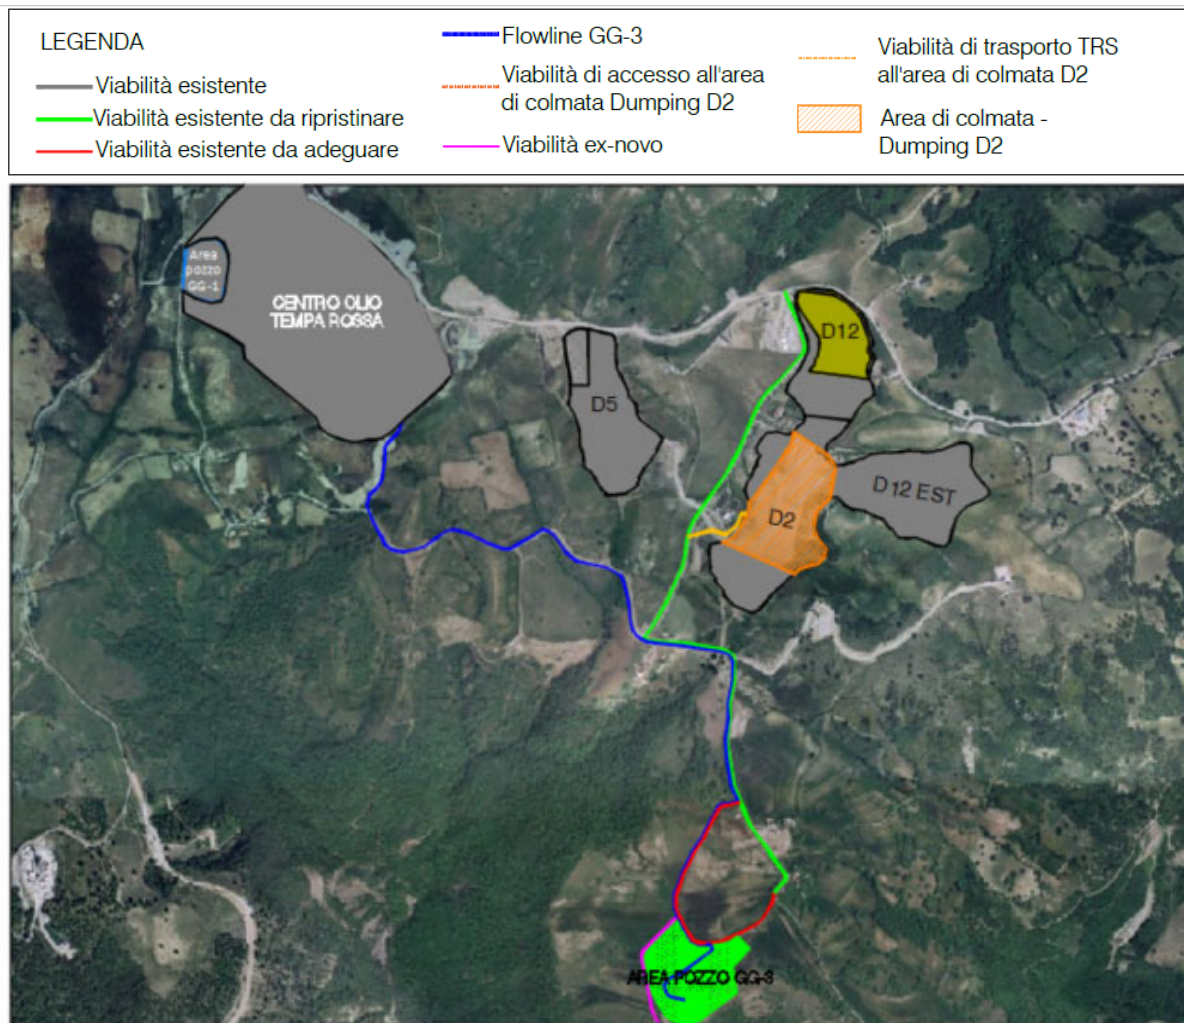 LEGENDA
Viabilità esistente
Viabilità esistente da ripristinare
Viabilità esistente da adeguare
Flowline GG-3
Viabilità di accesso all'area
di colmata Dumping D2
Viabilità ex-novo
Viabilità di trasporto TRS
all'area di colmata D2
Area di colmata -
Dumping D2
Area
pozzo
GG-1
CENTRO OLIO
TEMPA ROSSA
D5
D12
D12 EST
D2
AREA POZZO GG-3